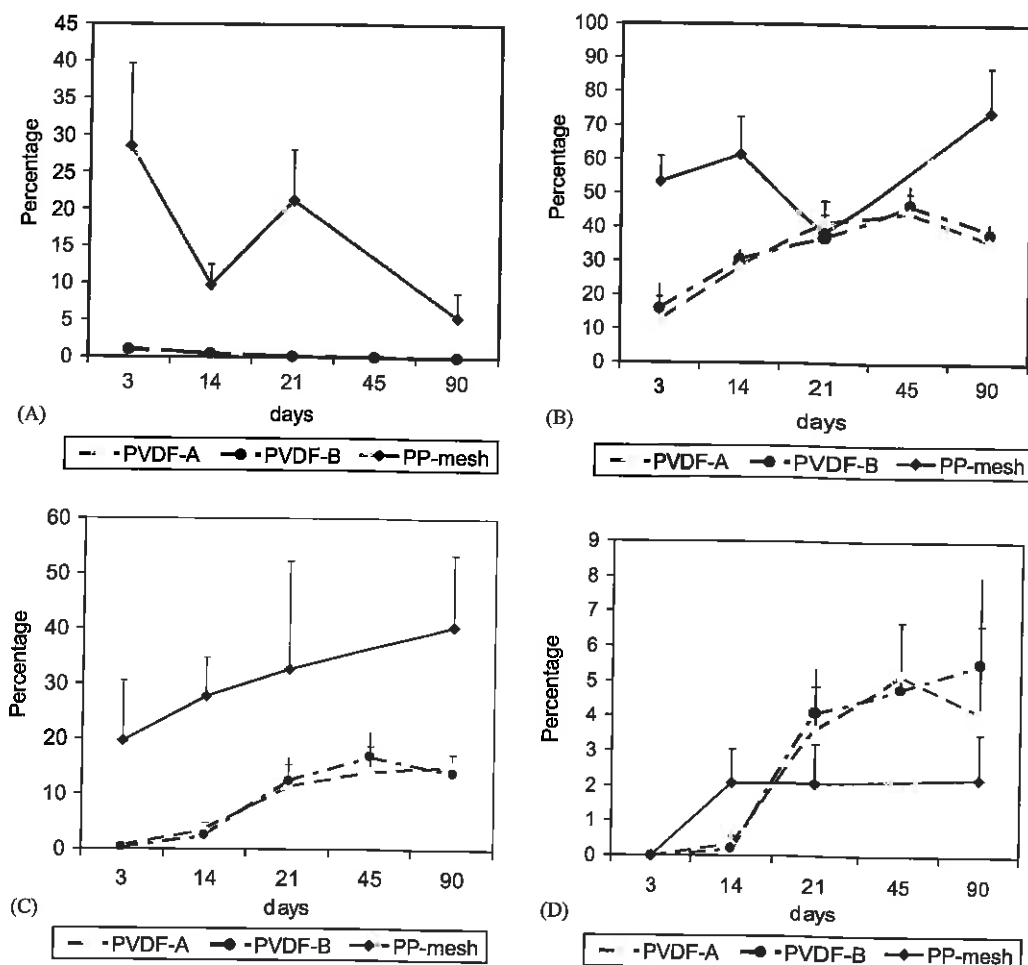 45
40
35
30
25
20
15
10
5
0
Percentage
3 14 21 45 90
days
(A)
PVDF-A PVDF-B PP-mesh
100
90
80
70
60
50
40
30
20
10
0
Percentage
3 14 21 45 90
days
(B)
PVDF-A PVDF-B PP-mesh
60
50
40
30
20
10
0
Percentage
3 14 21 45 90
days
(C)
PVDF-A PVDF-B PP-mesh
9
8
7
6
5
4
3
2
1
0
Percentage
3 14 21 45 90
days
(D)
PVDF-A PVDF-B PP-mesh